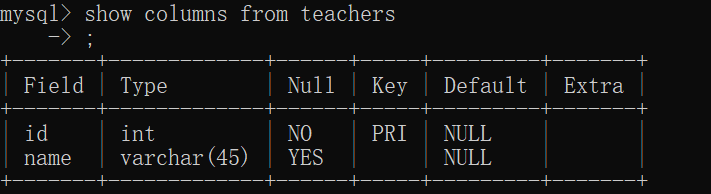 mysql> show columns from teachers
    -> ;
+-------+-------------+------+-----+---------+-------+
| Field | Type        | Null | Key | Default | Extra |
+-------+-------------+------+-----+---------+-------+
| id    | int         | NO   | PRI | NULL    |       |
| name  | varchar(45) | YES  |     | NULL    |       |
+-------+-------------+------+-----+---------+-------+